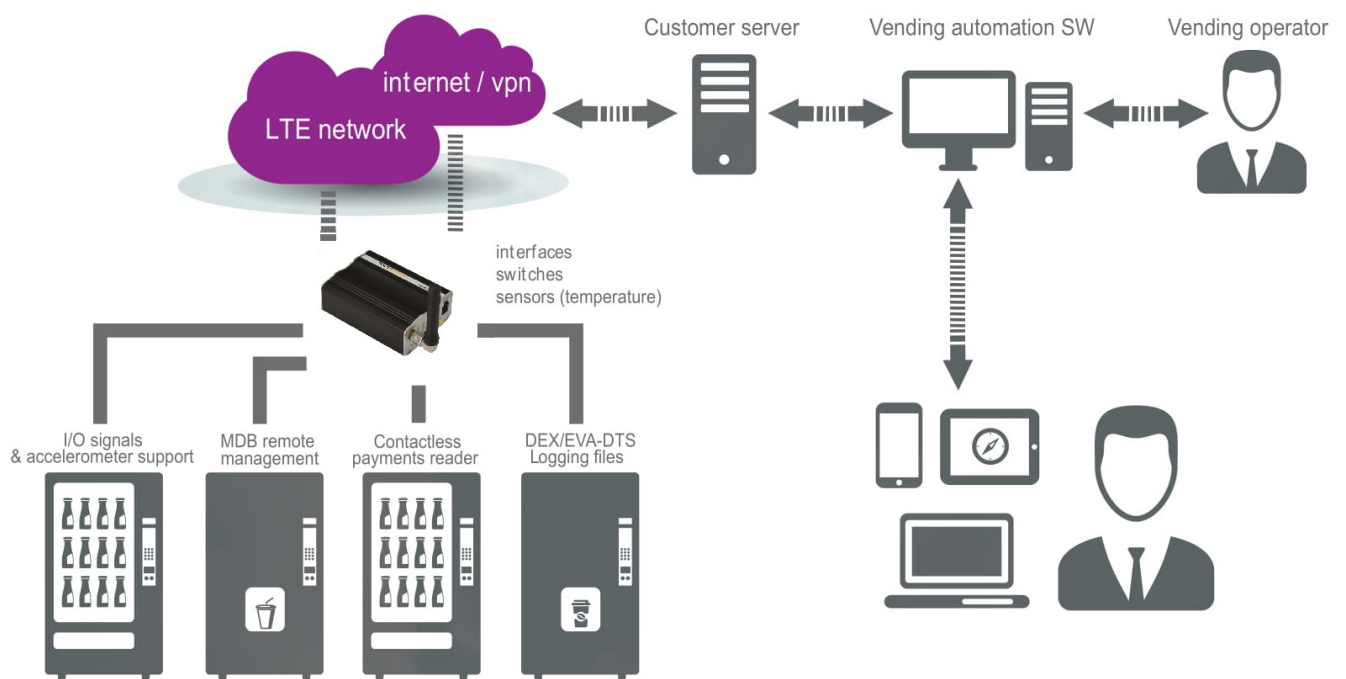 Customer server
Vending automation SW
Vending operator
internet / vpn
LTE network
interfaces
switches
sensors (temperature)
I/O signals
& accelerometer support
MDB remote
management
Contactless
payments reader
DEX/EVA-DTS
Logging files